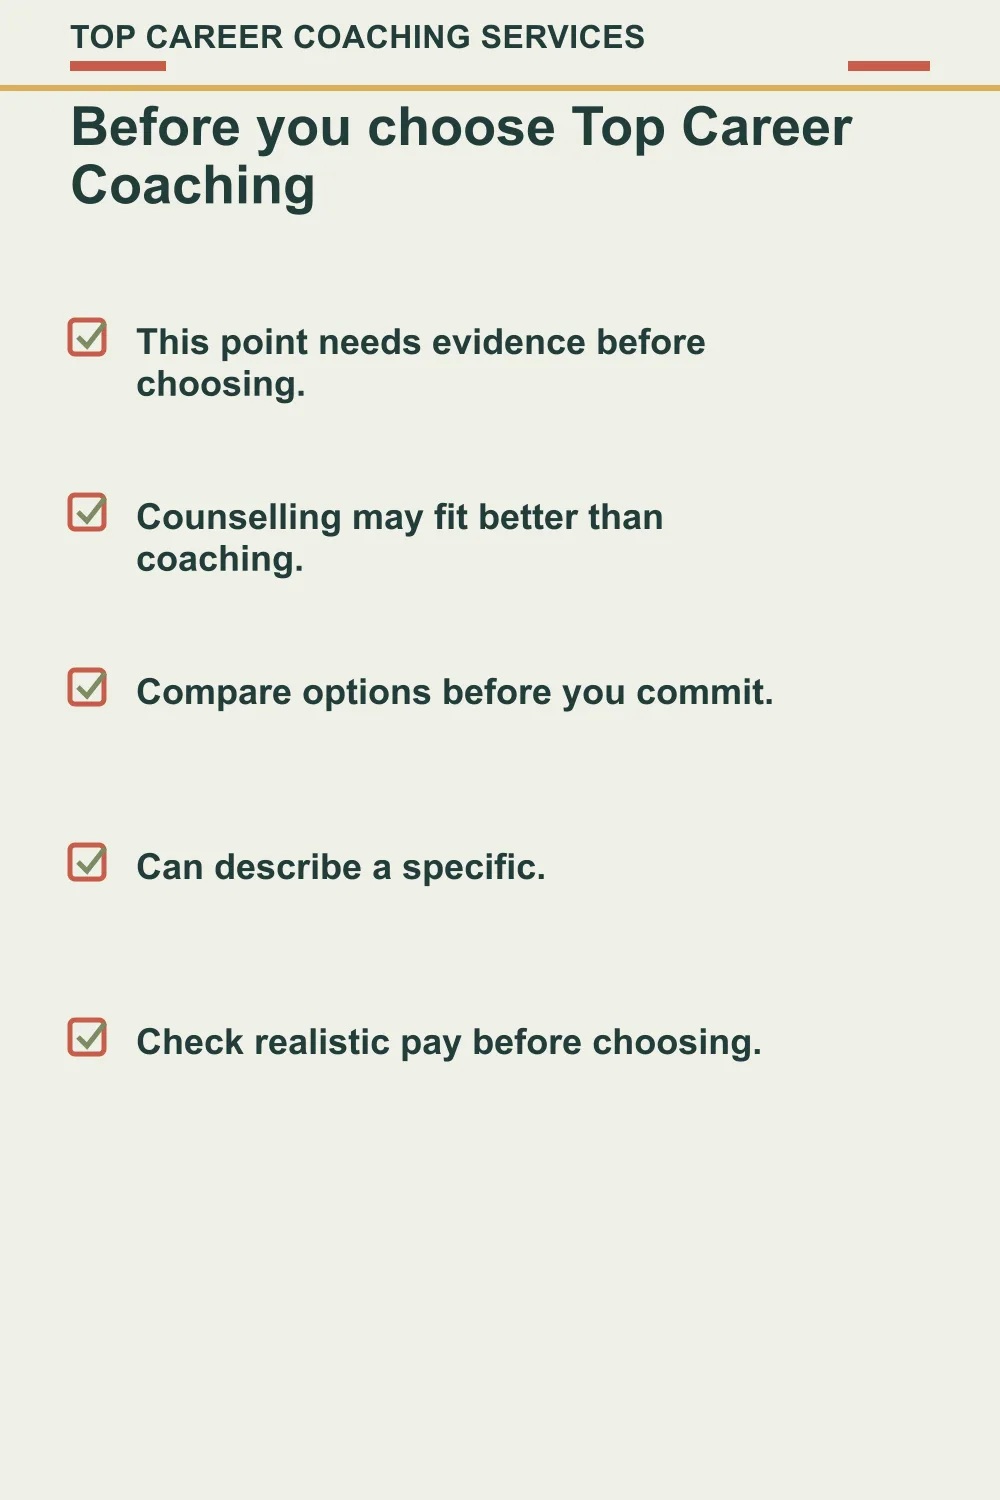 TOP CAREER COACHING SERVICES
Before you choose Top Career
Coaching
This point needs evidence before
choosing.
Counselling may fit better than
coaching.
Compare options before you commit.
Can describe a specific.
Check realistic pay before choosing.